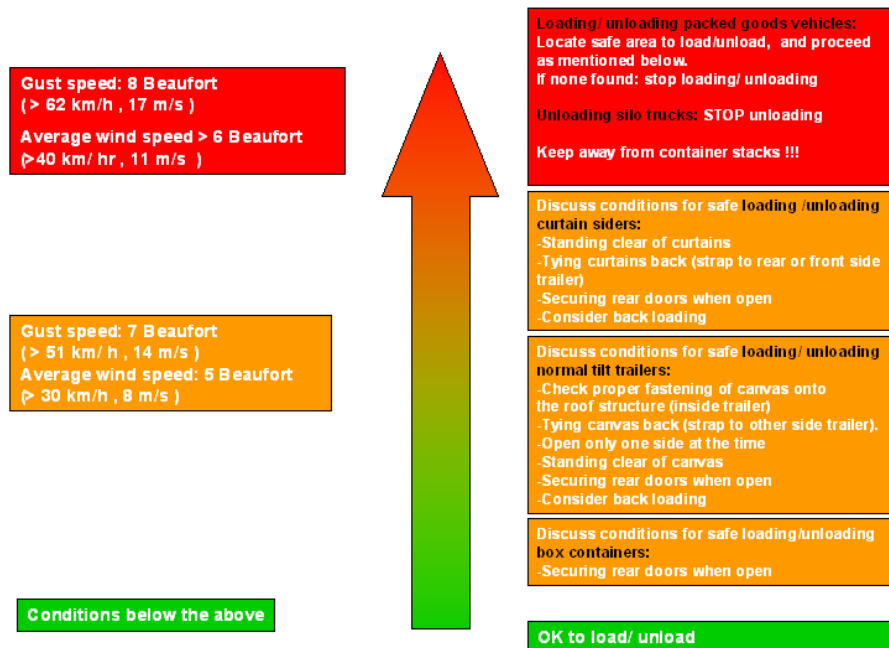 Gust speed: 8 Beaufort
( > 62 km/h , 17 m/s )
Average wind speed > 6 Beaufort
(>40 km/ hr , 11 m/s  )
Gust speed: 7 Beaufort
( > 51 km/ h , 14 m/s )
Average wind speed: 5 Beaufort
(> 30 km/h , 8 m/s )
Conditions below the above
Loading/ unloading packed goods vehicles:
Locate safe area to load/unload,  and proceed
as mentioned below.
If none found: stop loading/ unloading
Unloading silo trucks: STOP unloading
Keep away from container stacks !!!
Discuss conditions for safe loading /unloading
curtain siders:
-Standing clear of curtains
-Tying curtains back (strap to rear or front side
trailer)
-Securing rear doors when open
-Consider back loading
Discuss conditions for safe loading/ unloading
normal tilt trailers:
-Check proper fastening of canvas onto
the roof structure (inside trailer)
-Tying canvas back (strap to other side trailer).
-Open only one side at the time
-Standing clear of canvas
-Securing rear doors when open
-Consider back loading
Discuss conditions for safe loading/unloading
box containers:
-Securing rear doors when open
OK to load/ unload